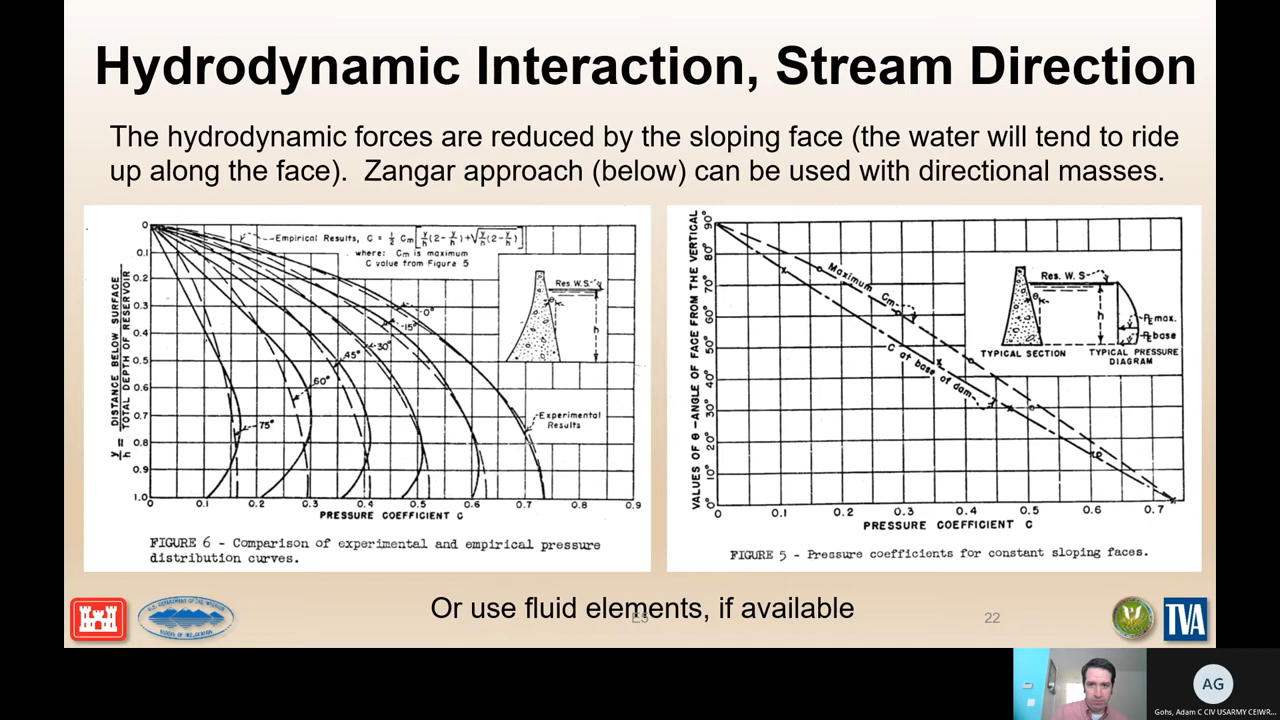 Hydrodynamic Interaction, Stream Direction
The hydrodynamic forces are reduced by the sloping face (the water will tend to ride
up along the face).  Zangar approach (below) can be used with directional masses.
Empirical Results, C = ½ Cm [y/h (2 - y/h) + √(y/h (2 - y/h))]
where: Cm is maximum
C value from Figure 5
Res. W.S.
θ
h
0
0.1
0.2
0.3
0.4
0.5
0.6
0.7
0.8
0.9
1.0
y/h = DISTANCE BELOW SURFACE / TOTAL DEPTH OF RESERVOIR
0°
15°
30°
45°
60°
75°
Experimental
Results
0 0.1 0.2 0.3 0.4 0.5 0.6 0.7 0.8 0.9
PRESSURE COEFFICIENT C
FIGURE 6 - Comparison of experimental and empirical pressure
distribution curves.
VALUES OF θ -ANGLE OF FACE FROM THE VERTICAL
90°
80°
70°
60°
50°
40°
30°
20°
10°
0°
Maximum Cm
C at base of dam
Res. W. S.
θ
h
max.
base
TYPICAL SECTION
TYPICAL PRESSURE
DIAGRAM
0 0.1 0.2 0.3 0.4 0.5 0.6 0.7
PRESSURE COEFFICIENT C
FIGURE 5 - Pressure coefficients for constant sloping faces.
Or use fluid elements, if available
22
U.S. DEPARTMENT OF THE INTERIOR
BUREAU OF RECLAMATION
TVA
AG
Gohs, Adam C CIV USARMY CEIWR...